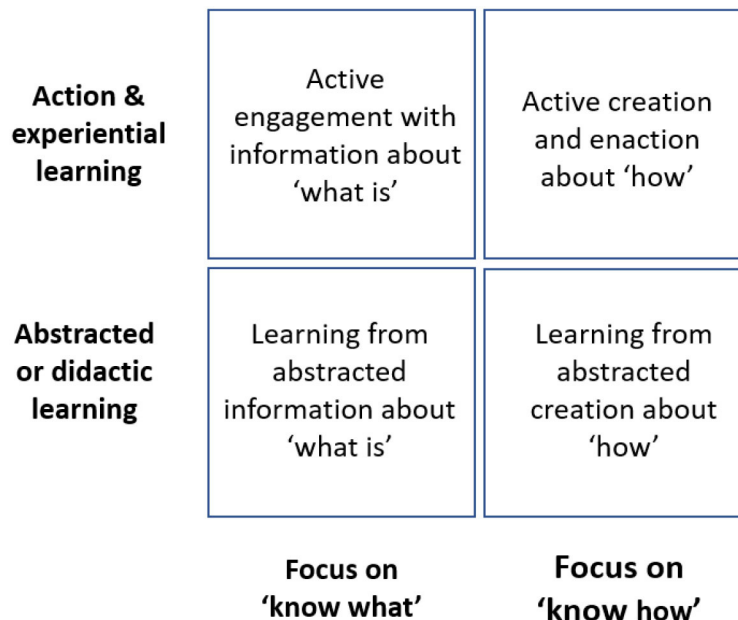 Action &
experiential
learning
Active
engagement with
information about
‘what is’
Active creation
and enaction
about ‘how’
Abstracted
or didactic
learning
Learning from
abstracted
information about
‘what is’
Learning from
abstracted
creation about
‘how’
Focus on
‘know what’
Focus on
‘know how’